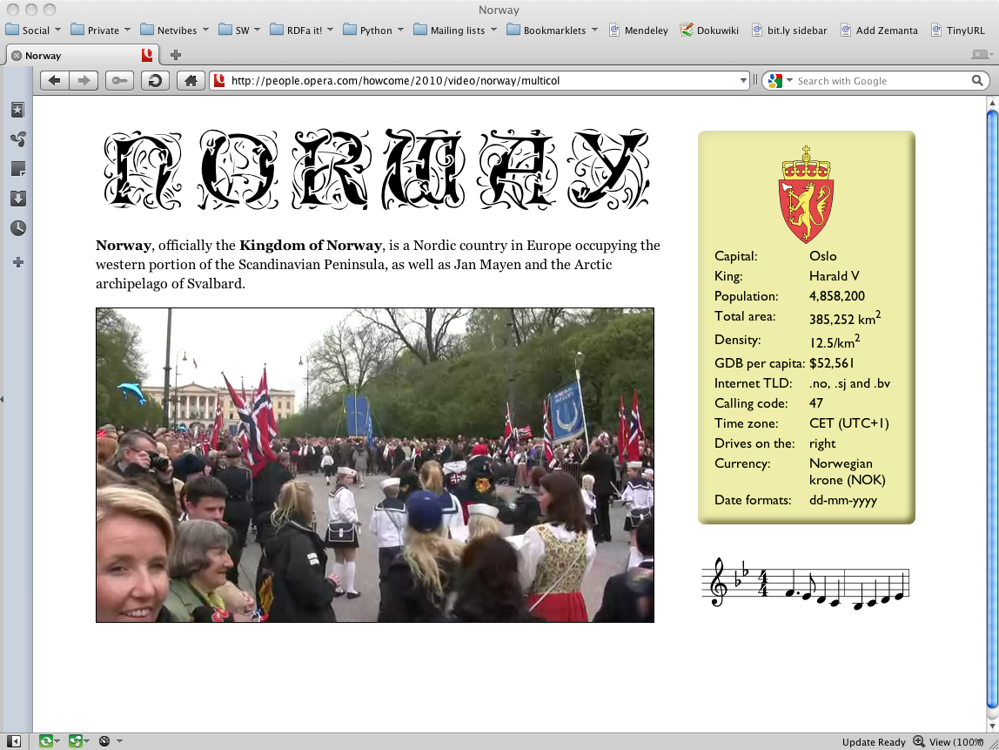 Norway
Social Private Netvibes SW RDFa it! Python Mailing lists Bookmarklets Mendeley Dokuwiki bit.ly sidebar Add Zemanta TinyURL
Norway
http://people.opera.com/howcome/2010/video/norway/multicol Search with Google
NORWAY
Norway, officially the Kingdom of Norway, is a Nordic country in Europe occupying the
western portion of the Scandinavian Peninsula, as well as Jan Mayen and the Arctic
archipelago of Svalbard.
Capital: Oslo
King: Harald V
Population: 4,858,200
Total area: 385,252 km2
Density: 12.5/km2
GDB per capita: $52,561
Internet TLD: .no, .sj and .bv
Calling code: 47
Time zone: CET (UTC+1)
Drives on the: right
Currency: Norwegian
krone (NOK)
Date formats: dd-mm-yyyy
4
4
Update Ready View (100%)